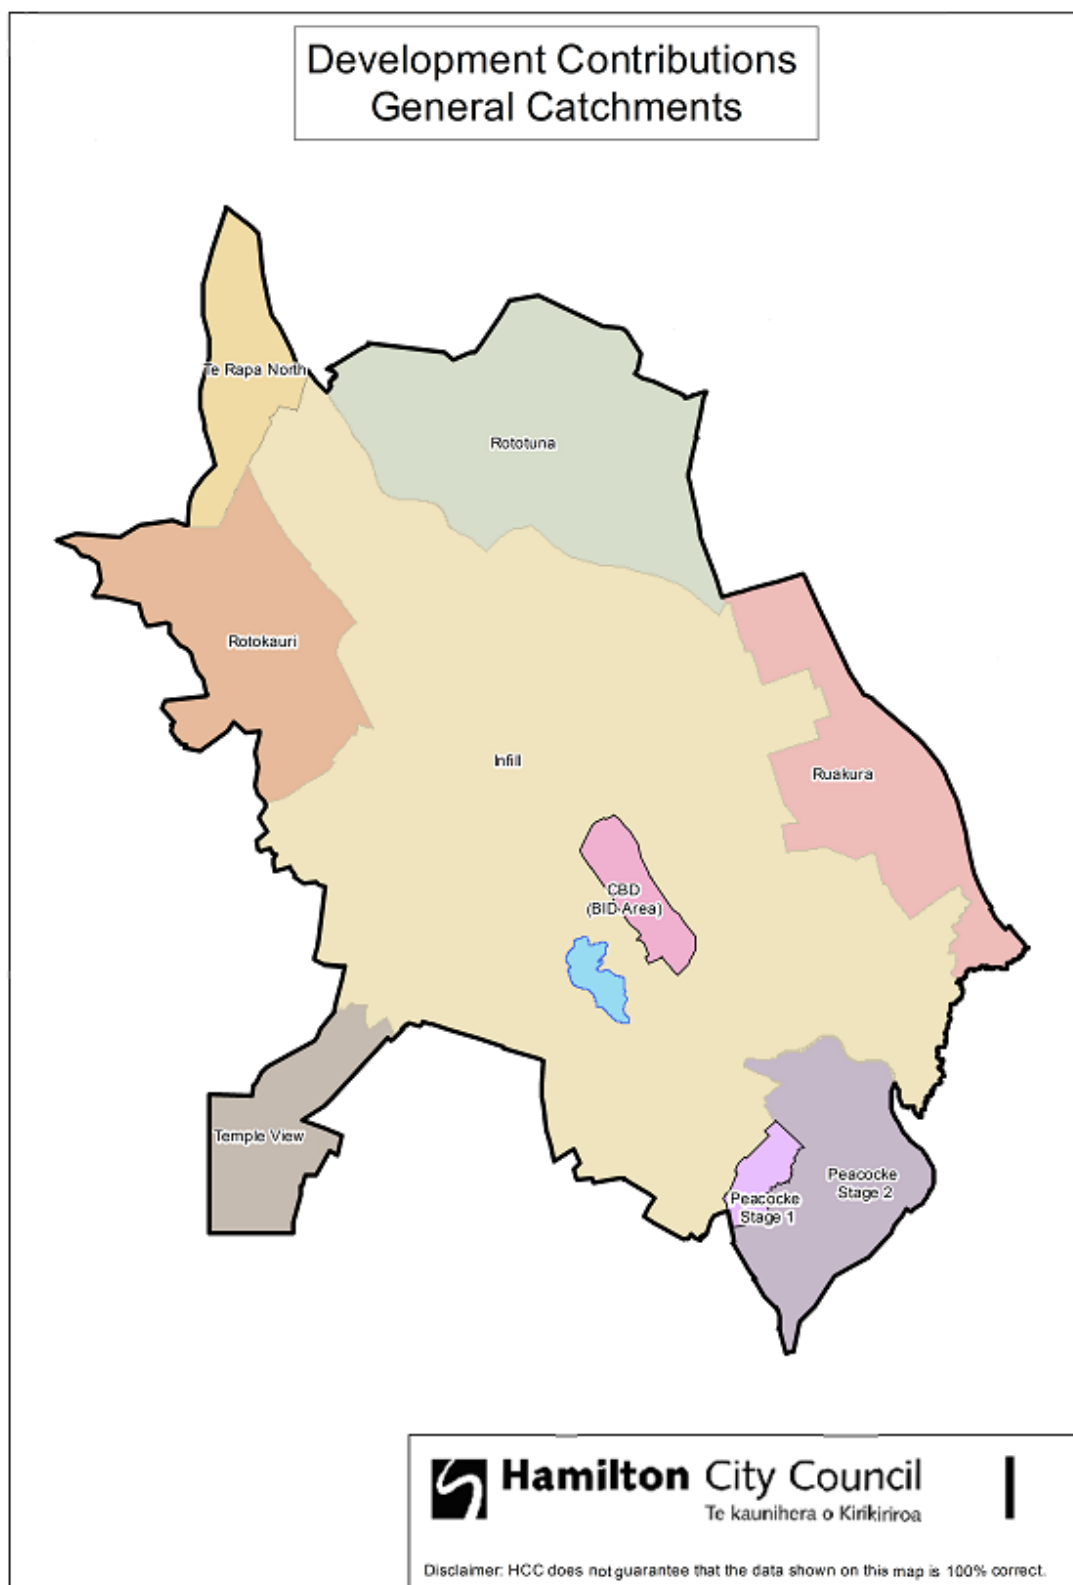 Development Contributions
General Catchments
Te Rapa North
Rototuna
Rotokauri
Infill
Ruakura
CBD
(BID Area)
Temple View
Peacocke
Stage 2
Peacocke
Stage 1
Hamilton City Council
Te kaunihera o Kirikiriroa
Disclaimer: HCC does not guarantee that the data shown on this map is 100% correct.